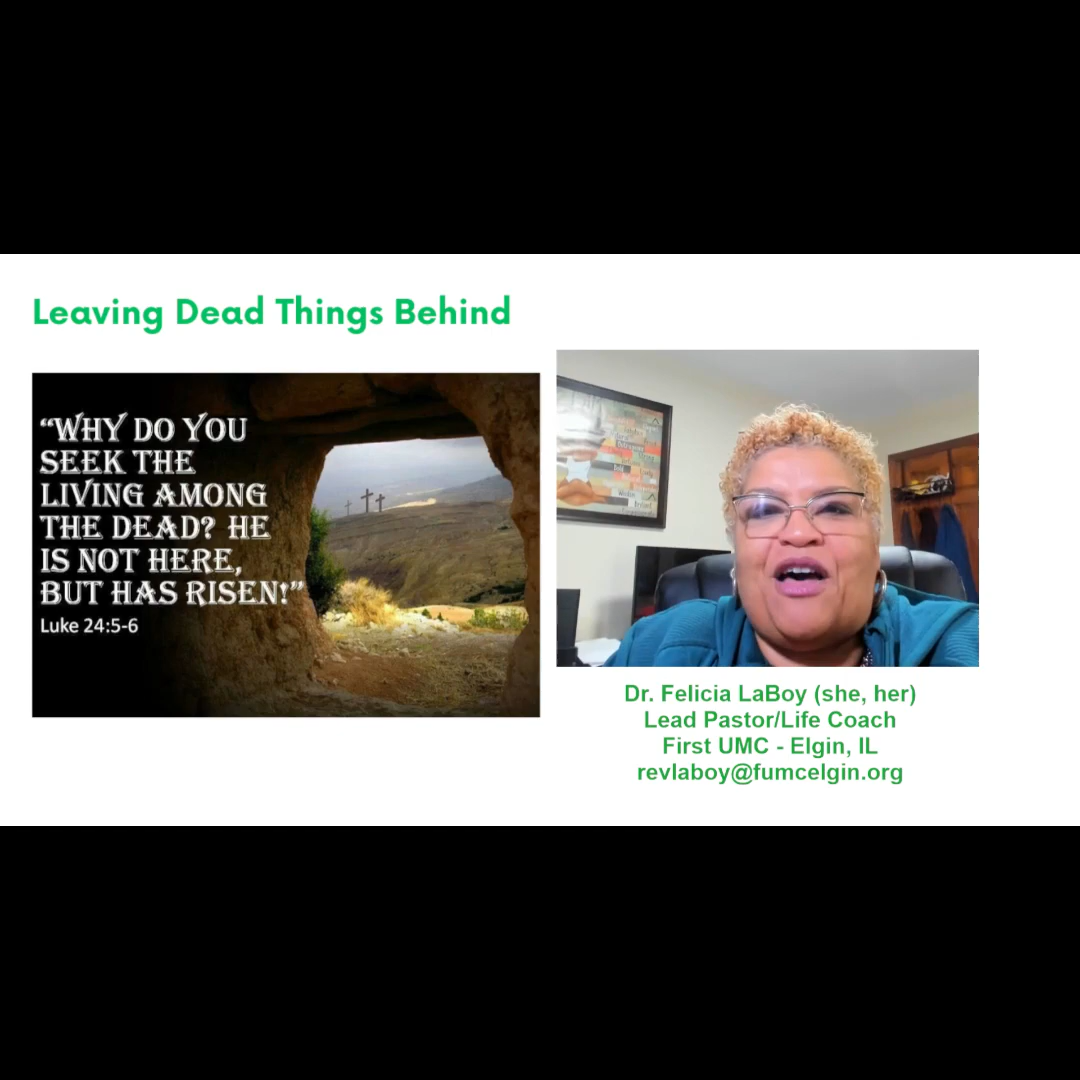 Leaving Dead Things Behind
“WHY DO YOU
SEEK THE
LIVING AMONG
THE DEAD? HE
IS NOT HERE,
BUT HAS RISEN!”
Luke 24:5-6
Dr. Felicia LaBoy (she, her)
Lead Pastor/Life Coach
First UMC - Elgin, IL
revlaboy@fumcelgin.org